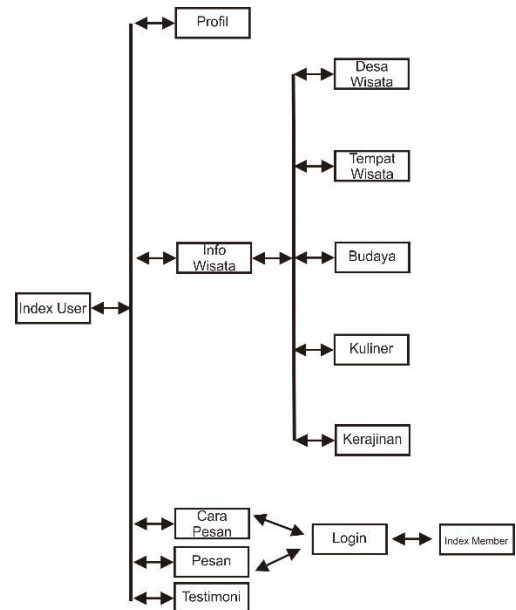 Profil
Desa
Wisata
Tempat
Wisata
Info
Wisata
Budaya
Index User
Kuliner
Kerajinan
Cara
Pesan
Login
Index Member
Pesan
Testimoni